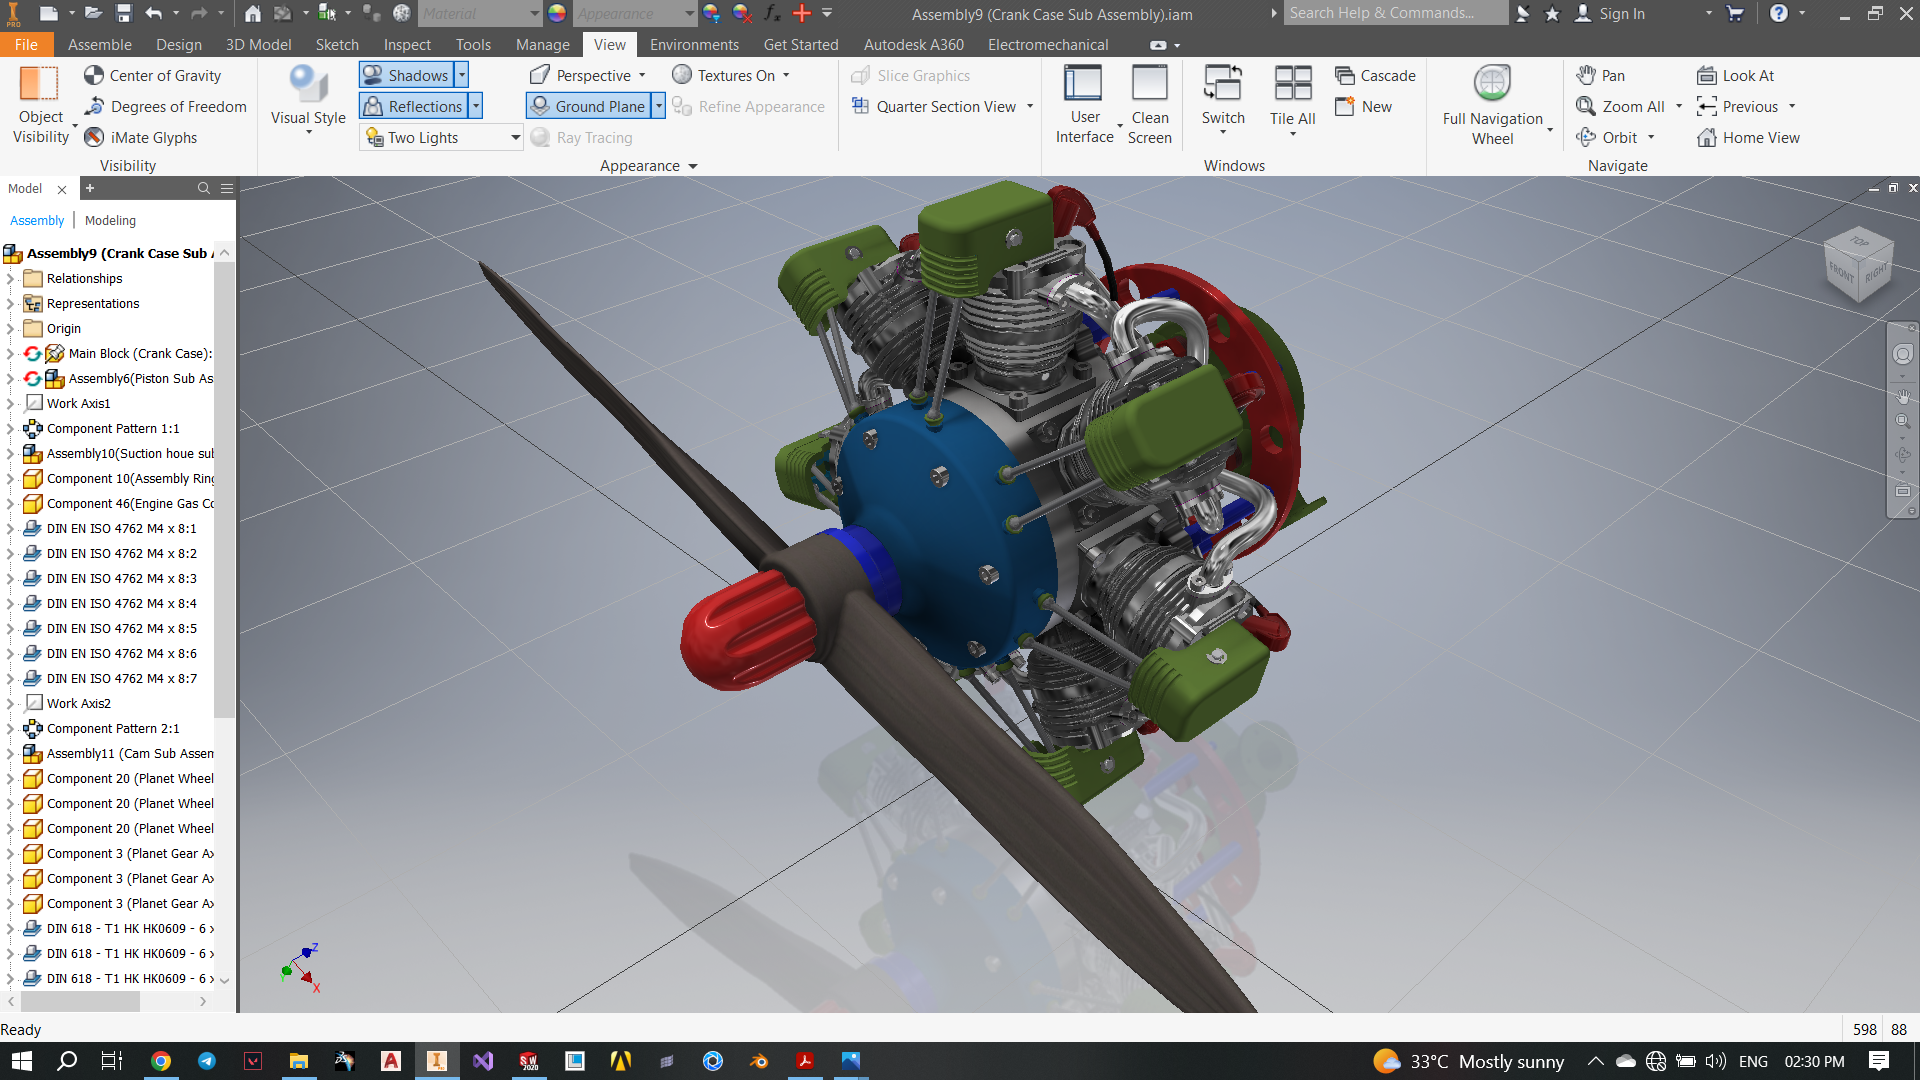 PRO
Material
Appearance
Assembly9 (Crank Case Sub Assembly).iam
Search Help & Commands...
Sign In
File
Assemble
Design
3D Model
Sketch
Inspect
Tools
Manage
View
Environments
Get Started
Autodesk A360
Electromechanical
Object
Visibility
Center of Gravity
Degrees of Freedom
iMate Glyphs
Visibility
Visual Style
Shadows
Reflections
Two Lights
Perspective
Ground Plane
Ray Tracing
Textures On
Refine Appearance
Appearance
Slice Graphics
Quarter Section View
User
Interface
Clean
Screen
Switch
Tile All
Cascade
New
Windows
Full Navigation
Wheel
Pan
Zoom All
Orbit
Look At
Previous
Home View
Navigate
Model
Assembly
Modeling
Assembly9 (Crank Case Sub A
Relationships
Representations
Origin
Main Block (Crank Case):
Assembly6(Piston Sub As
Work Axis1
Component Pattern 1:1
Assembly10(Suction houe sub
Component 10(Assembly Ring
Component 46(Engine Gas Co
DIN EN ISO 4762 M4 x 8:1
DIN EN ISO 4762 M4 x 8:2
DIN EN ISO 4762 M4 x 8:3
DIN EN ISO 4762 M4 x 8:4
DIN EN ISO 4762 M4 x 8:5
DIN EN ISO 4762 M4 x 8:6
DIN EN ISO 4762 M4 x 8:7
Work Axis2
Component Pattern 2:1
Assembly11 (Cam Sub Assem
Component 20 (Planet Wheel
Component 20 (Planet Wheel
Component 20 (Planet Wheel
Component 3 (Planet Gear Ax
Component 3 (Planet Gear Ax
Component 3 (Planet Gear Ax
DIN 618 - T1 HK HK0609 - 6 x
DIN 618 - T1 HK HK0609 - 6 x
DIN 618 - T1 HK HK0609 - 6 x
TOP
FRONT
RIGHT
Z
X
Ready
598
88
33°C Mostly sunny
ENG
02:30 PM